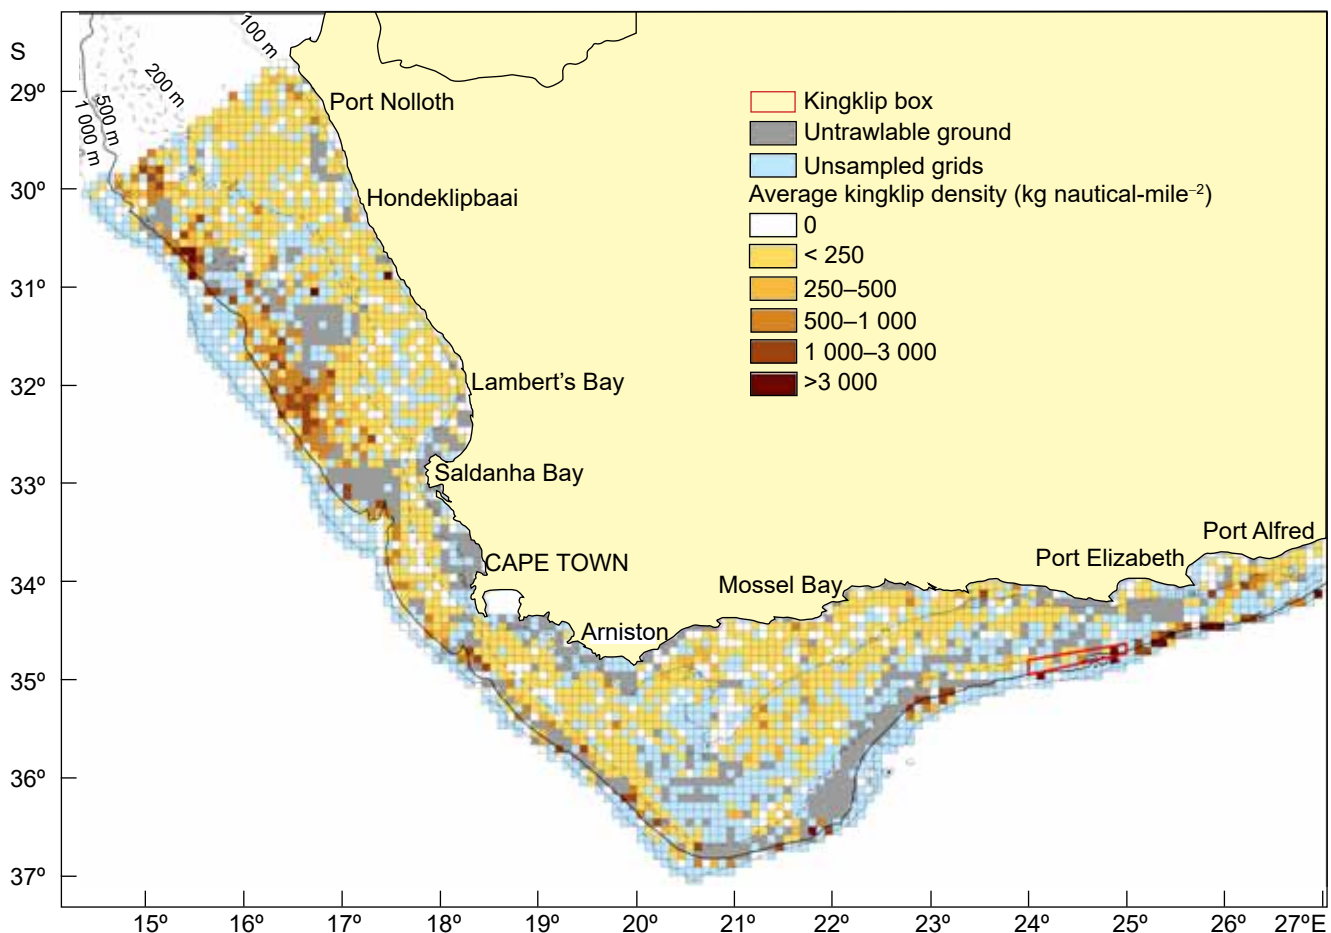 S
100 m
200 m
500 m
1 000 m
29º
30º
31º
32º
33º
34º
35º
36º
37º
Port Nolloth
Hondeklipbaai
Lambert’s Bay
Saldanha Bay
CAPE TOWN
Arniston
Mossel Bay
Port Elizabeth
Port Alfred
Kingklip box
Untrawlable ground
Unsampled grids
Average kingklip density (kg nautical-mile⁻²)
0
< 250
250–500
500–1 000
1 000–3 000
>3 000
15º 16º 17º 18º 19º 20º 21º 22º 23º 24º 25º 26º 27ºE